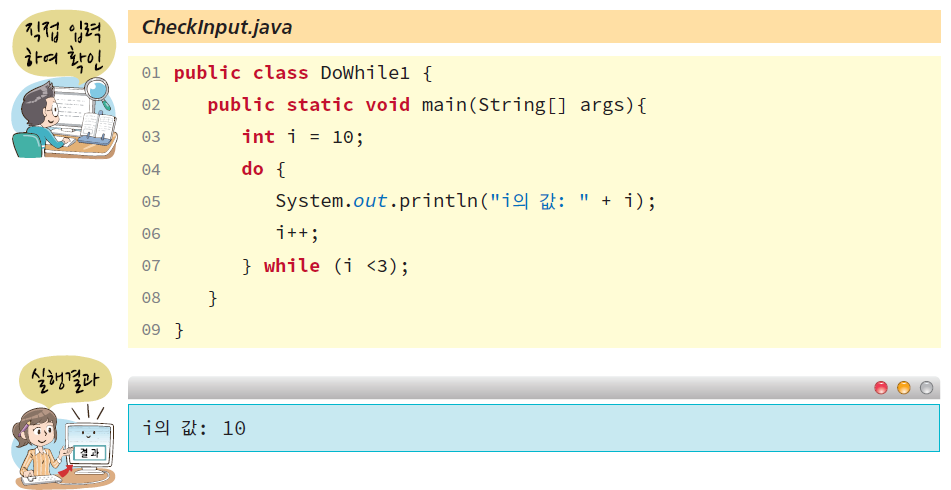 직접 입력
하여 확인
CheckInput.java
01 public class DoWhile1 {
02 public static void main(String[] args){
03 int i = 10;
04 do {
05 System.out.println("i의 값: " + i);
06 i++;
07 } while (i <3);
08 }
09 }
실행결과
결과
i의 값: 10